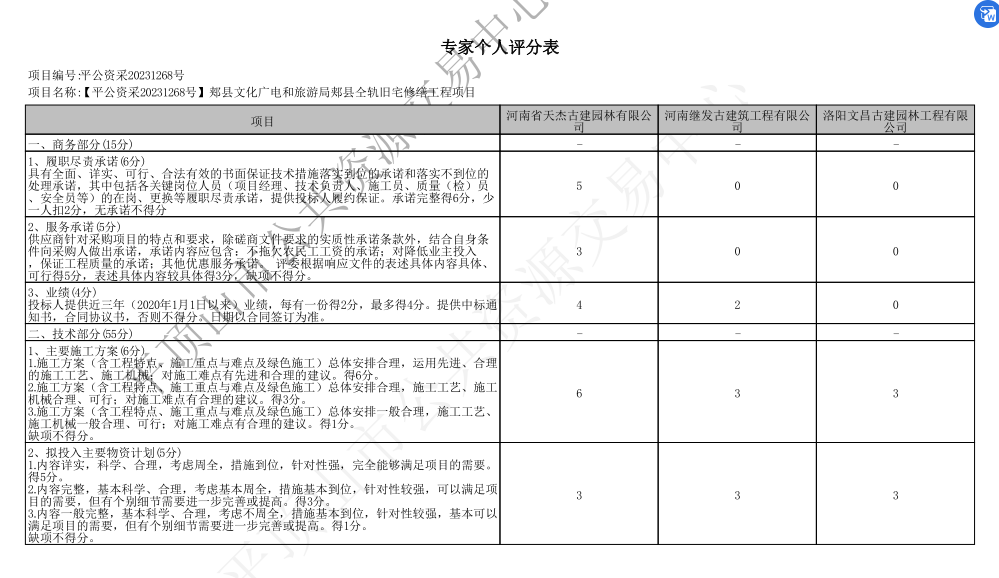 专家个人评分表
项目编号:平公资采20231268号
项目名称:【平公资采20231268号】郏县文化广电和旅游局郏县仝轨旧宅修缮工程项目
项目 河南省天杰古建园林有限公司 河南继发古建筑工程有限公司 洛阳文昌古建园林工程有限公司
一、商务部分(15分) - - -
1、履职尽责承诺(6分)
具有全面、详实、可行、合法有效的书面保证技术措施落实到位的承诺和落实不到位的
处理承诺，其中包括各关键岗位人员（项目经理、技术负责人、施工员、质量（检）员
、安全员等）的在岗、更换等履职尽责承诺，提供投标人履约保证。承诺完整得6分，少
一人扣2分，无承诺不得分
5 0 0
2、服务承诺(5分)
供应商针对采购项目的特点和要求，除磋商文件要求的实质性承诺条款外，结合自身条
件向采购人做出承诺，承诺内容应包含：不拖欠农民工工资的承诺；对降低业主投入
，保证工程质量的承诺；其他优惠服务承诺。 评委根据响应文件的表述具体内容具体、
可行得5分，表述具体内容较具体得3分，缺项不得分。
3 0 0
3、业绩(4分)
投标人提供近三年（2020年1月1日以来）业绩，每有一份得2分，最多得4分。提供中标通
知书，合同协议书，否则不得分。日期以合同签订为准。
4 2 0
二、技术部分(55分) - - -
1、主要施工方案(6分)
1.施工方案（含工程特点、施工重点与难点及绿色施工）总体安排合理，运用先进、合理
的施工工艺、施工机械；对施工难点有先进和合理的建议。得6分。
2.施工方案（含工程特点、施工重点与难点及绿色施工）总体安排合理，施工工艺、施工
机械合理、可行；对施工难点有合理的建议。得3分。
3.施工方案（含工程特点、施工重点与难点及绿色施工）总体安排一般合理，施工工艺、
施工机械一般合理、可行；对施工难点有合理的建议。得1分。
缺项不得分。
6 3 3
2、拟投入主要物资计划(5分)
1.内容详实，科学、合理，考虑周全，措施到位，针对性强，完全能够满足项目的需要。
得5分。
2.内容完整，基本科学、合理，考虑基本周全，措施基本到位，针对性较强，可以满足项
目的需要，但有个别细节需要进一步完善或提高。得3分。
3.内容一般完整，基本科学、合理，考虑不周全，措施基本到位，针对性较强，基本可以
满足项目的需要，但有个别细节需要进一步完善或提高。得1分。
缺项不得分。
3 3 3
平顶山市公共资源交易中心
平顶山市公共资源交易中心